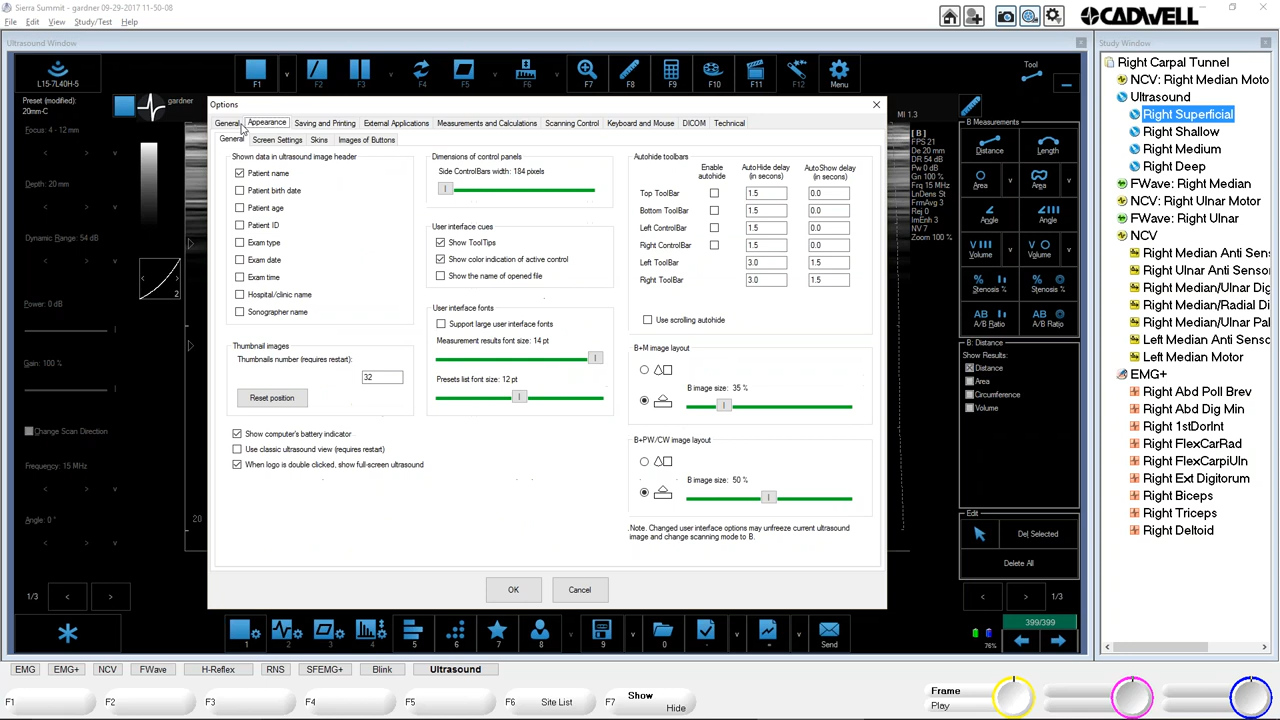 Sierra Summit - gardner 09-29-2017 11-50-08
File Edit View Study/Test Help
CADWELL
Ultrasound Window
Study Window
L15-7L40H-5
F1 F2 F3 F4 F5 F6 F7 F8 F9 F10 F11 F12 Menu
Tool
Preset (modified):
20mm-C
gardner
MI 1.3
Focus: 4 - 12 mm
Depth: 20 mm
Dynamic Range: 54 dB
Power: 0 dB
Gain: 100 %
Change Scan Direction
Frequency: 15 MHz
Angle: 0 °
1/3
2
20
Options
General Appearance Saving and Printing External Applications Measurements and Calculations Scanning Control Keyboard and Mouse DICOM Technical
General Screen Settings Skins Images of Buttons
Shown data in ultrasound image header
Patient name
Patient birth date
Patient age
Patient ID
Exam type
Exam date
Exam time
Hospital/clinic name
Sonographer name
Thumbnail images
Thumbnails number (requires restart):
32
Reset position
Show computer's battery indicator
Use classic ultrasound view (requires restart)
When logo is double clicked, show full-screen ultrasound
Dimensions of control panels
Side ControlBars width: 184 pixels
User interface cues
Show ToolTips
Show color indication of active control
Show the name of opened file
User interface fonts
Support large user interface fonts
Measurement results font size: 14 pt
Presets list font size: 12 pt
Autohide toolbars
Enable autohide
AutoHide delay (in seconds)
AutoShow delay (in seconds)
Top ToolBar 1.5 0.0
Bottom ToolBar 1.5 0.0
Left ControlBar 1.5 0.0
Right ControlBar 1.5 0.0
Left ToolBar 3.0 1.5
Right ToolBar 3.0 1.5
Use scrolling autohide
B+M image layout
B image size: 35 %
B+PW/CW image layout
B image size: 50 %
Note. Changed user interface options may unfreeze current ultrasound
image and change scanning mode to B.
OK Cancel
[ B ]
FPS 21
De 20 mm
DR 54 dB
Pw 0 dB
Gn 100 %
Frq 15 MHz
LnDens St
FrmAvg 3
Rej 0
ImEnh 3
NV 7
Zoom 100 %
B Measurements
Distance Length
Area Area
Angle Angle
Volume Volume
Stenosis % Stenosis %
AB AB
A/B Ratio A/B Ratio
B: Distance
Show Results:
Distance
Area
Circumference
Volume
Edit
Del Selected
Delete All
1/3
399/399
76%
1 2 3 4 5 6 7 8 9 0 - = Send
Right Carpal Tunnel
NCV: Right Median Moto
Ultrasound
Right Superficial
Right Shallow
Right Medium
Right Deep
FWave: Right Median
NCV: Right Ulnar Motor
FWave: Right Ulnar
NCV
Right Median Anti Senso
Right Ulnar Anti Sensor
Right Median/Ulnar Dig
Right Median/Radial Di
Right Median/Ulnar Pal
Left Median Anti Senso
Left Median Motor
EMG+
Right Abd Poll Brev
Right Abd Dig Min
Right 1stDorInt
Right FlexCarRad
Right FlexCarpiUln
Right Ext Digitorum
Right Biceps
Right Triceps
Right Deltoid
EMG EMG+ NCV FWave H-Reflex RNS SFEMG+ Blink Ultrasound
F1 F2 F3 F4 F5 F6 Site List F7 Show Hide
Frame
Play